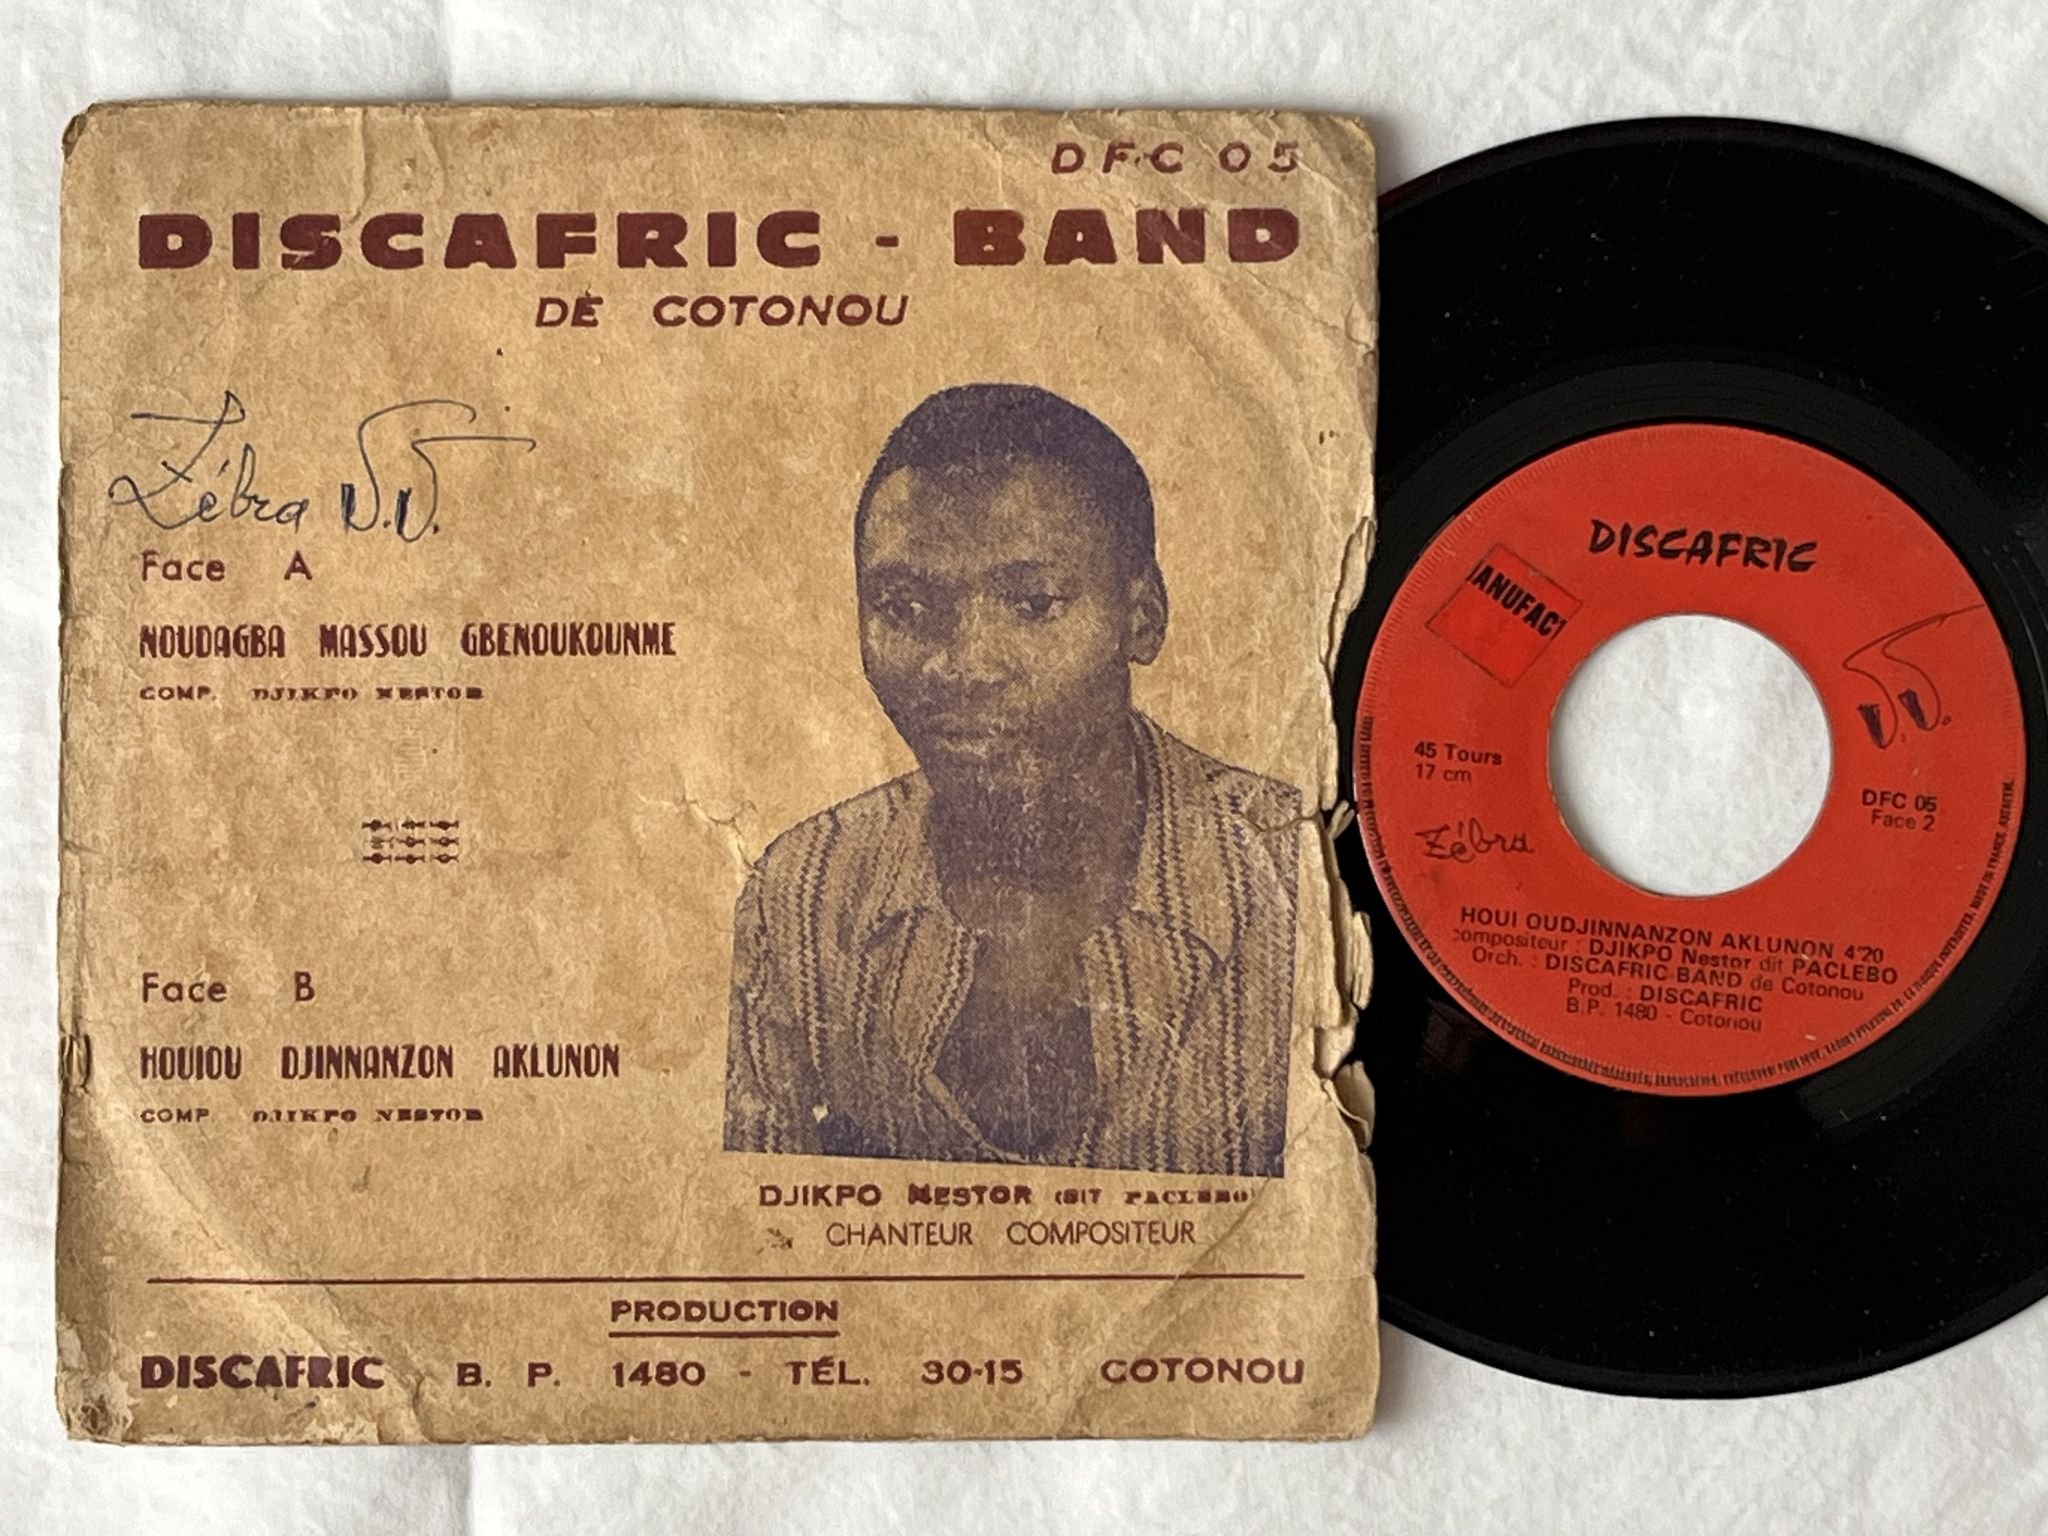 DFC 05
DISCAFRIC - BAND
DE COTONOU
Zébra
Face A
NOUDAGBA MASSOU GBENOUKOUNME
COMP. DJIKPO NESTOR
Face B
HOUIOU DJINNANZON AKLUNON
COMP. DJIKPO NESTOR
DJIKPO NESTOR (DIT PACLEBO)
CHANTEUR COMPOSITEUR
PRODUCTION
DISCAFRIC B. P. 1480 - TÉL. 30-15 COTONOU
DISCAFRIC
ANUFACT
45 Tours
17 cm
DFC 05
Face 2
Zébra
HOUI OUDJINNANZON AKLUNON 4'20
compositeur : DJIKPO Nestor dit PACLEBO
Orch. : DISCAFRIC-BAND de Cotonou
Prod. : DISCAFRIC
B.P. 1480 - Cotonou